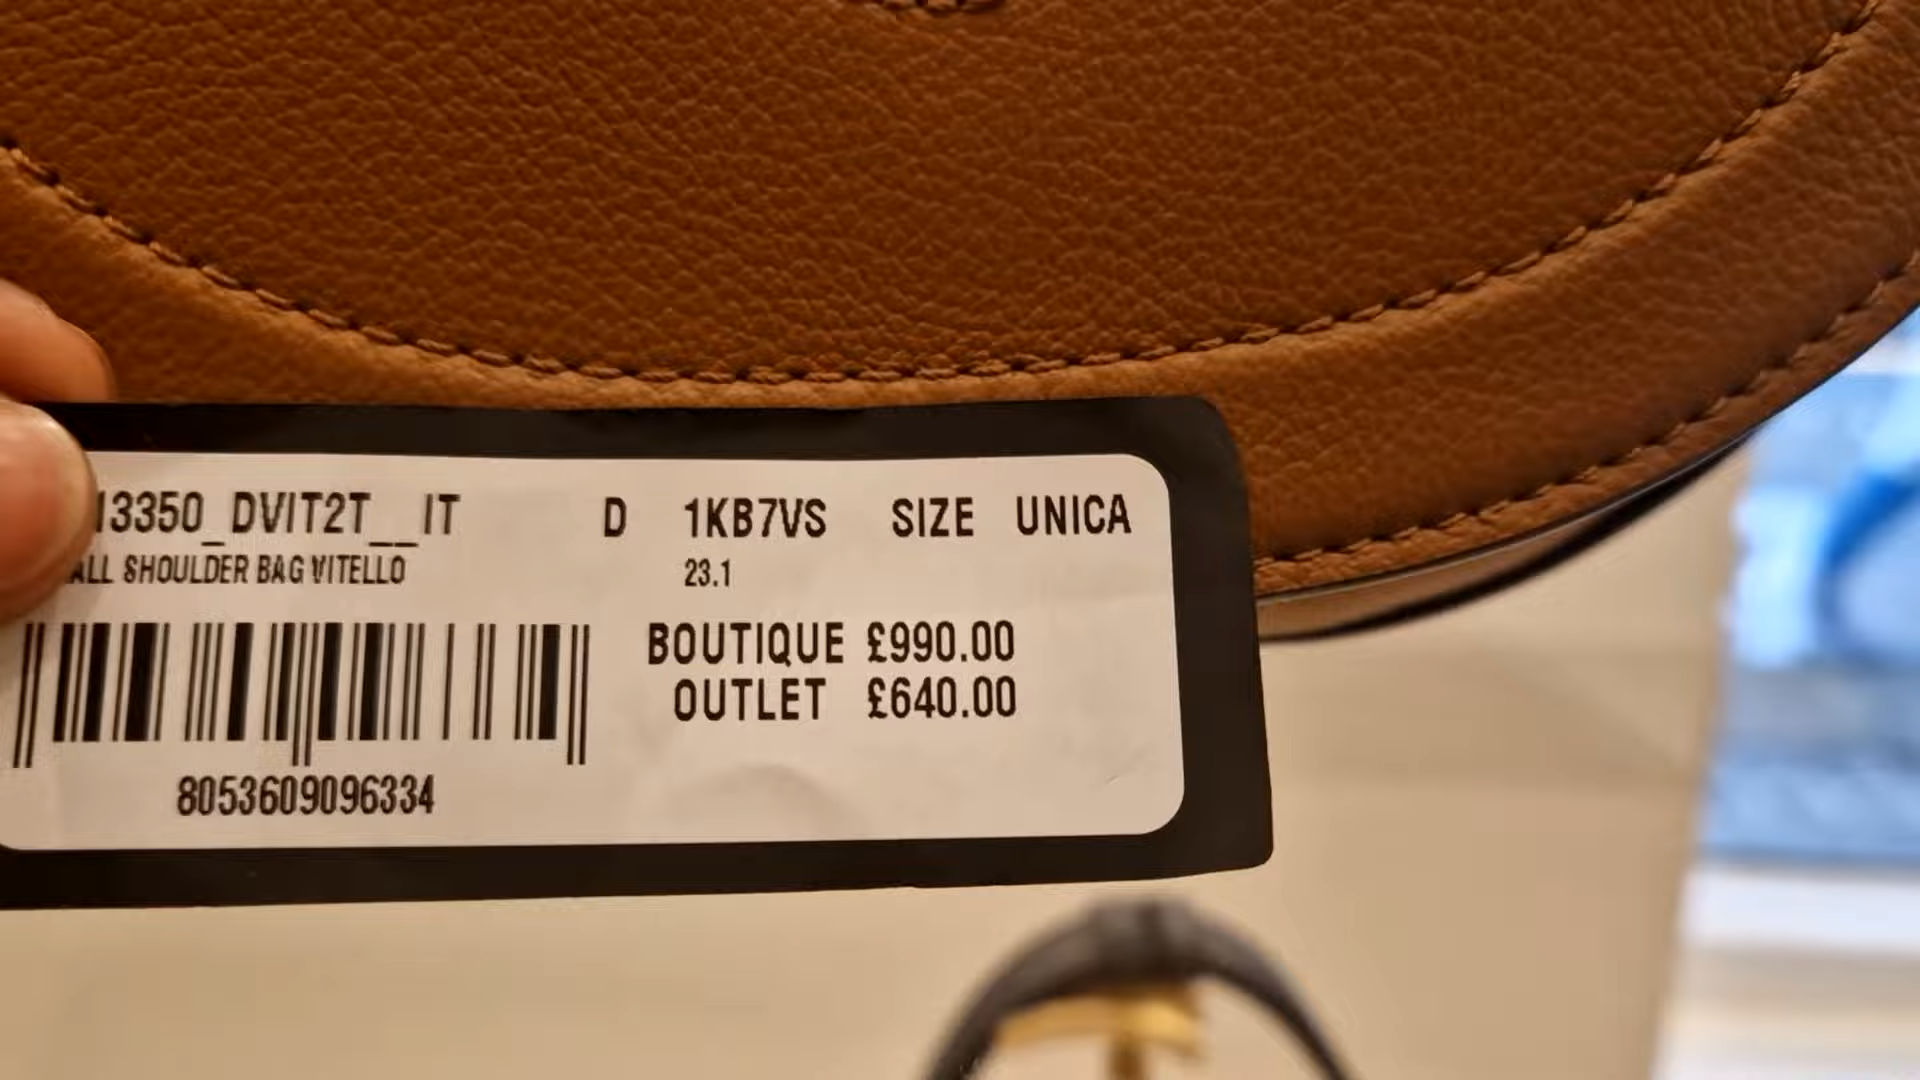 13350_DVIT2T__IT D 1KB7VS SIZE UNICA
ALL SHOULDER BAG VITELLO 23.1
BOUTIQUE £990.00
OUTLET £640.00
8053609096334